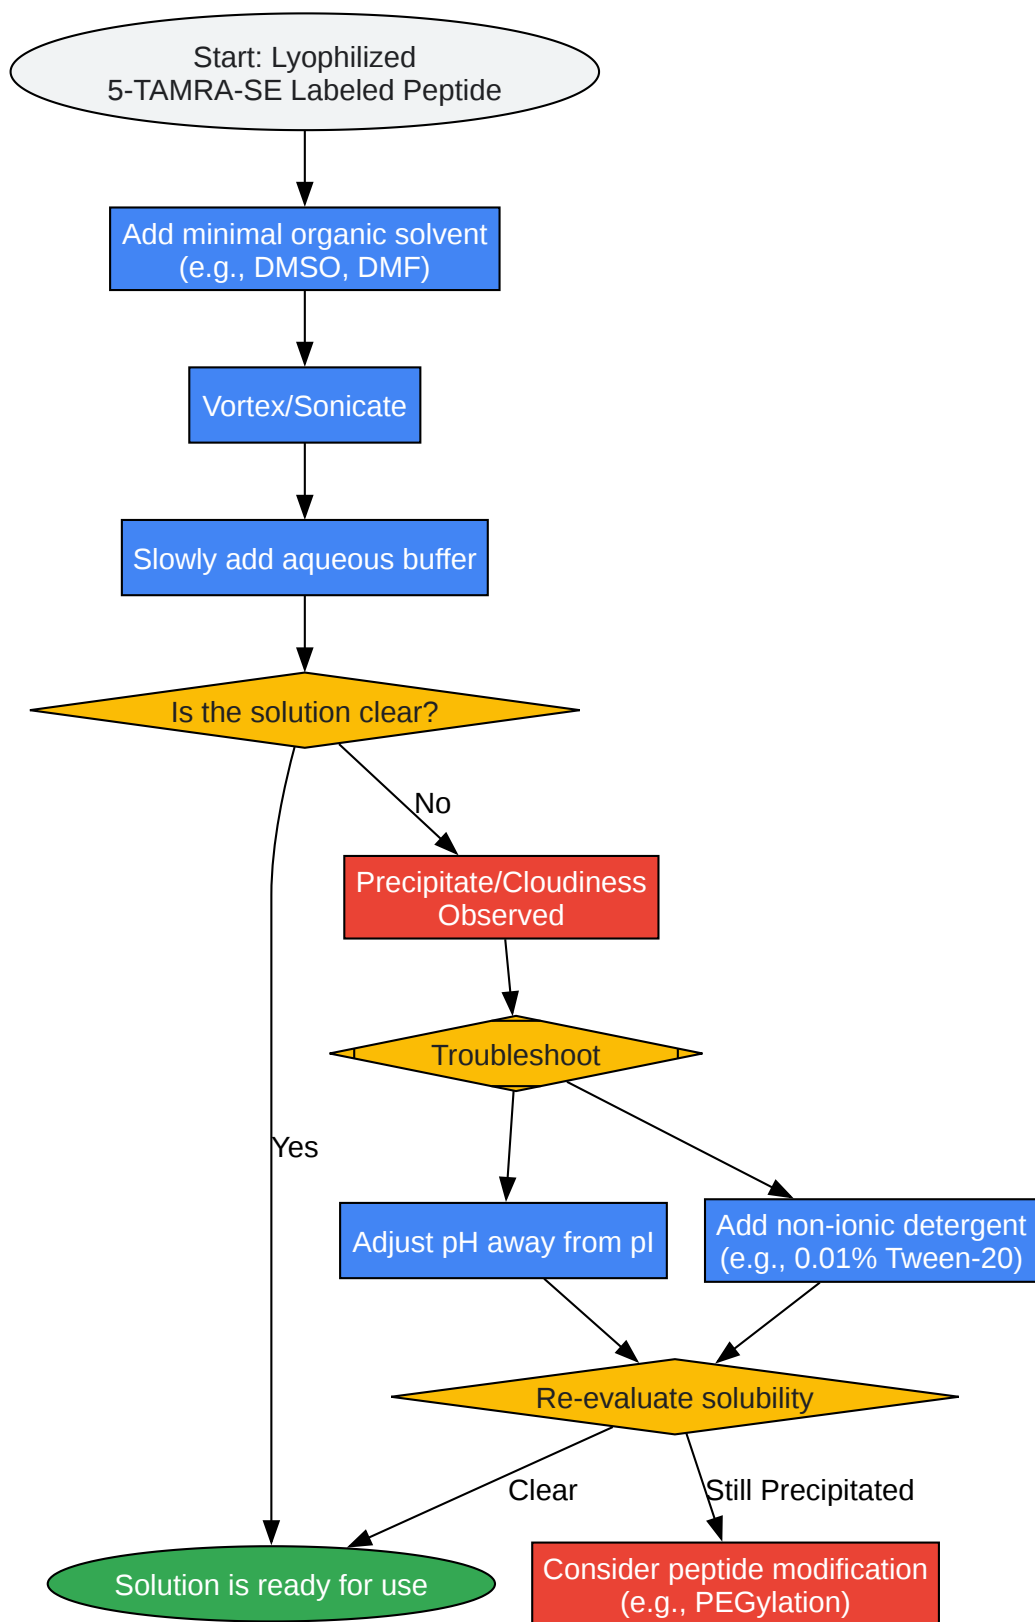 Start: Lyophilized
5-TAMRA-SE Labeled Peptide
Add minimal organic solvent
(e.g., DMSO, DMF)
Vortex/Sonicate
Slowly add aqueous buffer
Is the solution clear?
No
Precipitate/Cloudiness
Observed
Troubleshoot
Yes
Adjust pH away from pI
Add non-ionic detergent
(e.g., 0.01% Tween-20)
Re-evaluate solubility
Clear
Still Precipitated
Solution is ready for use
Consider peptide modification
(e.g., PEGylation)